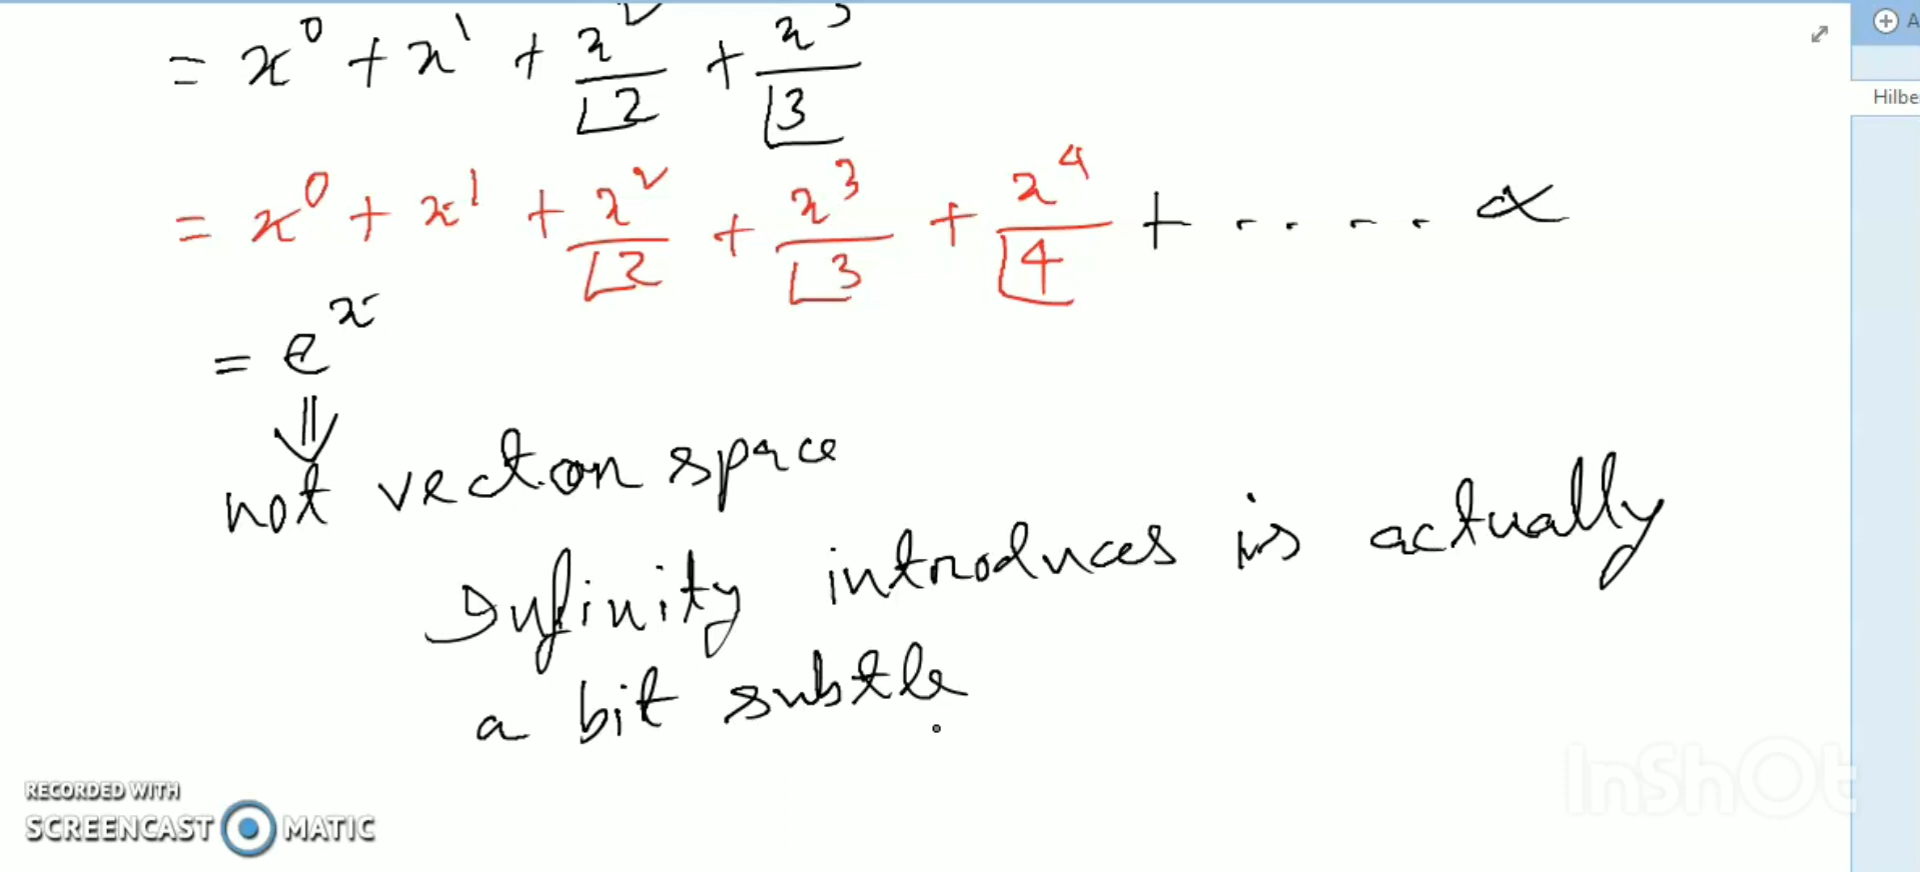 = x⁰ + x¹ + x²/⌊2 + x³/⌊3
= x⁰ + x¹ + x²/⌊2 + x³/⌊3 + x⁴/⌊4 + .... ∝
= eˣ
⇓
not vector space
Infinity introduces is actually
a bit subtle
A
Hilbe
RECORDED WITH
SCREENCAST MATIC
InShOt